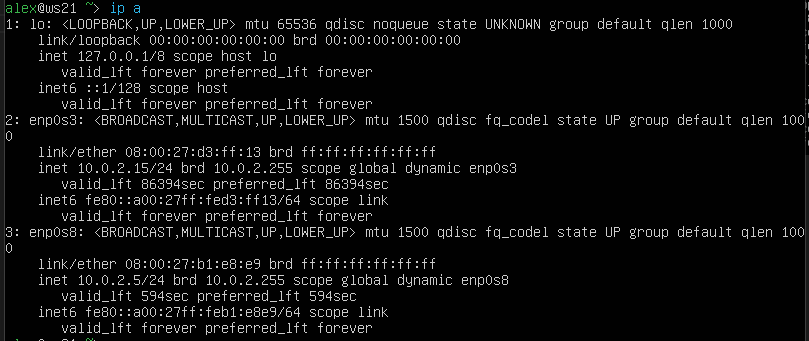 alex@ws21 ~> ip a
1: lo: <LOOPBACK,UP,LOWER_UP> mtu 65536 qdisc noqueue state UNKNOWN group default qlen 1000
    link/loopback 00:00:00:00:00:00 brd 00:00:00:00:00:00
    inet 127.0.0.1/8 scope host lo
       valid_lft forever preferred_lft forever
    inet6 ::1/128 scope host
       valid_lft forever preferred_lft forever
2: enp0s3: <BROADCAST,MULTICAST,UP,LOWER_UP> mtu 1500 qdisc fq_codel state UP group default qlen 100
0
    link/ether 08:00:27:d3:ff:13 brd ff:ff:ff:ff:ff:ff
    inet 10.0.2.15/24 brd 10.0.2.255 scope global dynamic enp0s3
       valid_lft 86394sec preferred_lft 86394sec
    inet6 fe80::a00:27ff:fed3:ff13/64 scope link
       valid_lft forever preferred_lft forever
3: enp0s8: <BROADCAST,MULTICAST,UP,LOWER_UP> mtu 1500 qdisc fq_codel state UP group default qlen 100
0
    link/ether 08:00:27:b1:e8:e9 brd ff:ff:ff:ff:ff:ff
    inet 10.0.2.5/24 brd 10.0.2.255 scope global dynamic enp0s8
       valid_lft 594sec preferred_lft 594sec
    inet6 fe80::a00:27ff:feb1:e8e9/64 scope link
       valid_lft forever preferred_lft forever